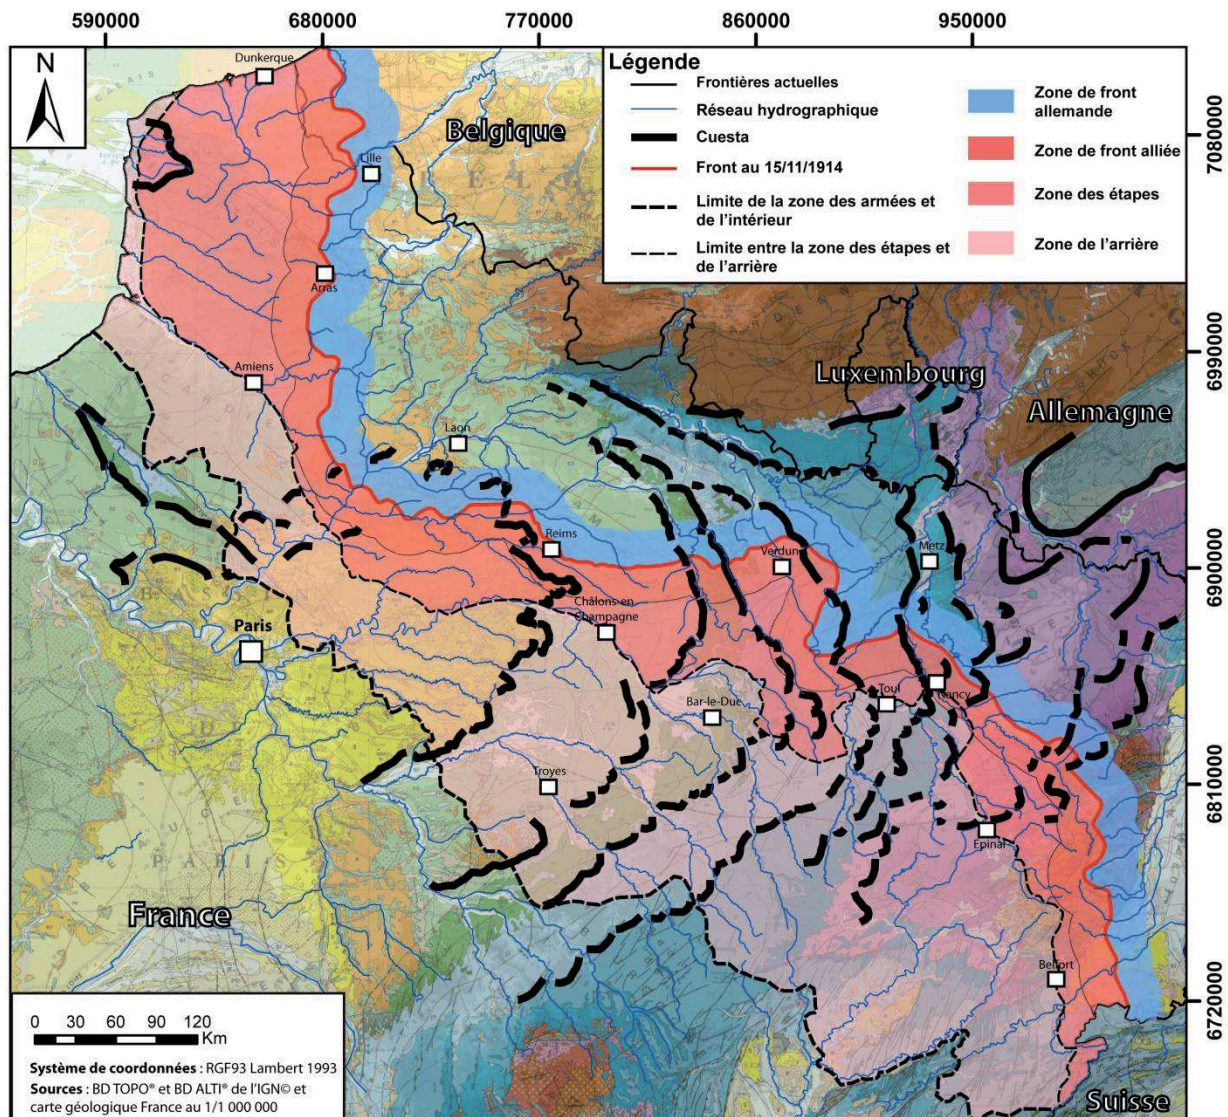 590000 680000 770000 860000 950000
N
Légende
Frontières actuelles
Réseau hydrographique
Cuesta
Front au 15/11/1914
Limite de la zone des armées et
de l'intérieur
Limite entre la zone des étapes et
de l'arrière
Zone de front
allemande
Zone de front alliée
Zone des étapes
Zone de l'arrière
7080000
6990000
6900000
6810000
6720000
Dunkerque
Belgique
Lille
Arras
Luxembourg
Amiens
Allemagne
Laon
Reims
Verdun
Metz
Châlons en
Champagne
Paris
Toul
Nancy
Bar-le-Duc
Troyes
Epinal
France
Belfort
Suisse
0 30 60 90 120
Km
Système de coordonnées : RGF93 Lambert 1993
Sources : BD TOPO® et BD ALTI® de l'IGN© et
carte géologique France au 1/1 000 000